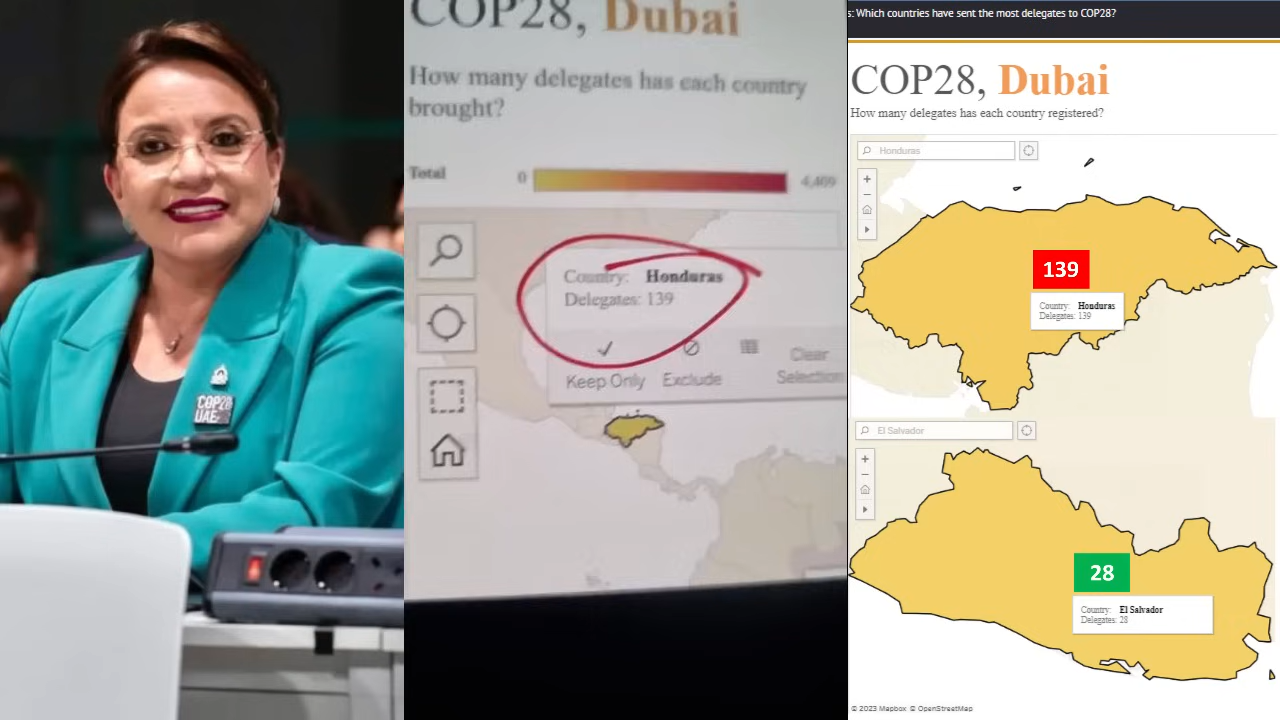 COP28
UAE
COP28, Dubai
How many delegates has each country
brought?
Total
0
4,409
Country: Honduras
Delegates: 139
Keep Only
Exclude
Clear
Selection
s: Which countries have sent the most delegates to COP28?
COP28, Dubai
How many delegates has each country registered?
Honduras
139
Country: Honduras
Delegates: 139
El Salvador
28
Country: El Salvador
Delegates: 28
© 2023 Mapbox © OpenStreetMap